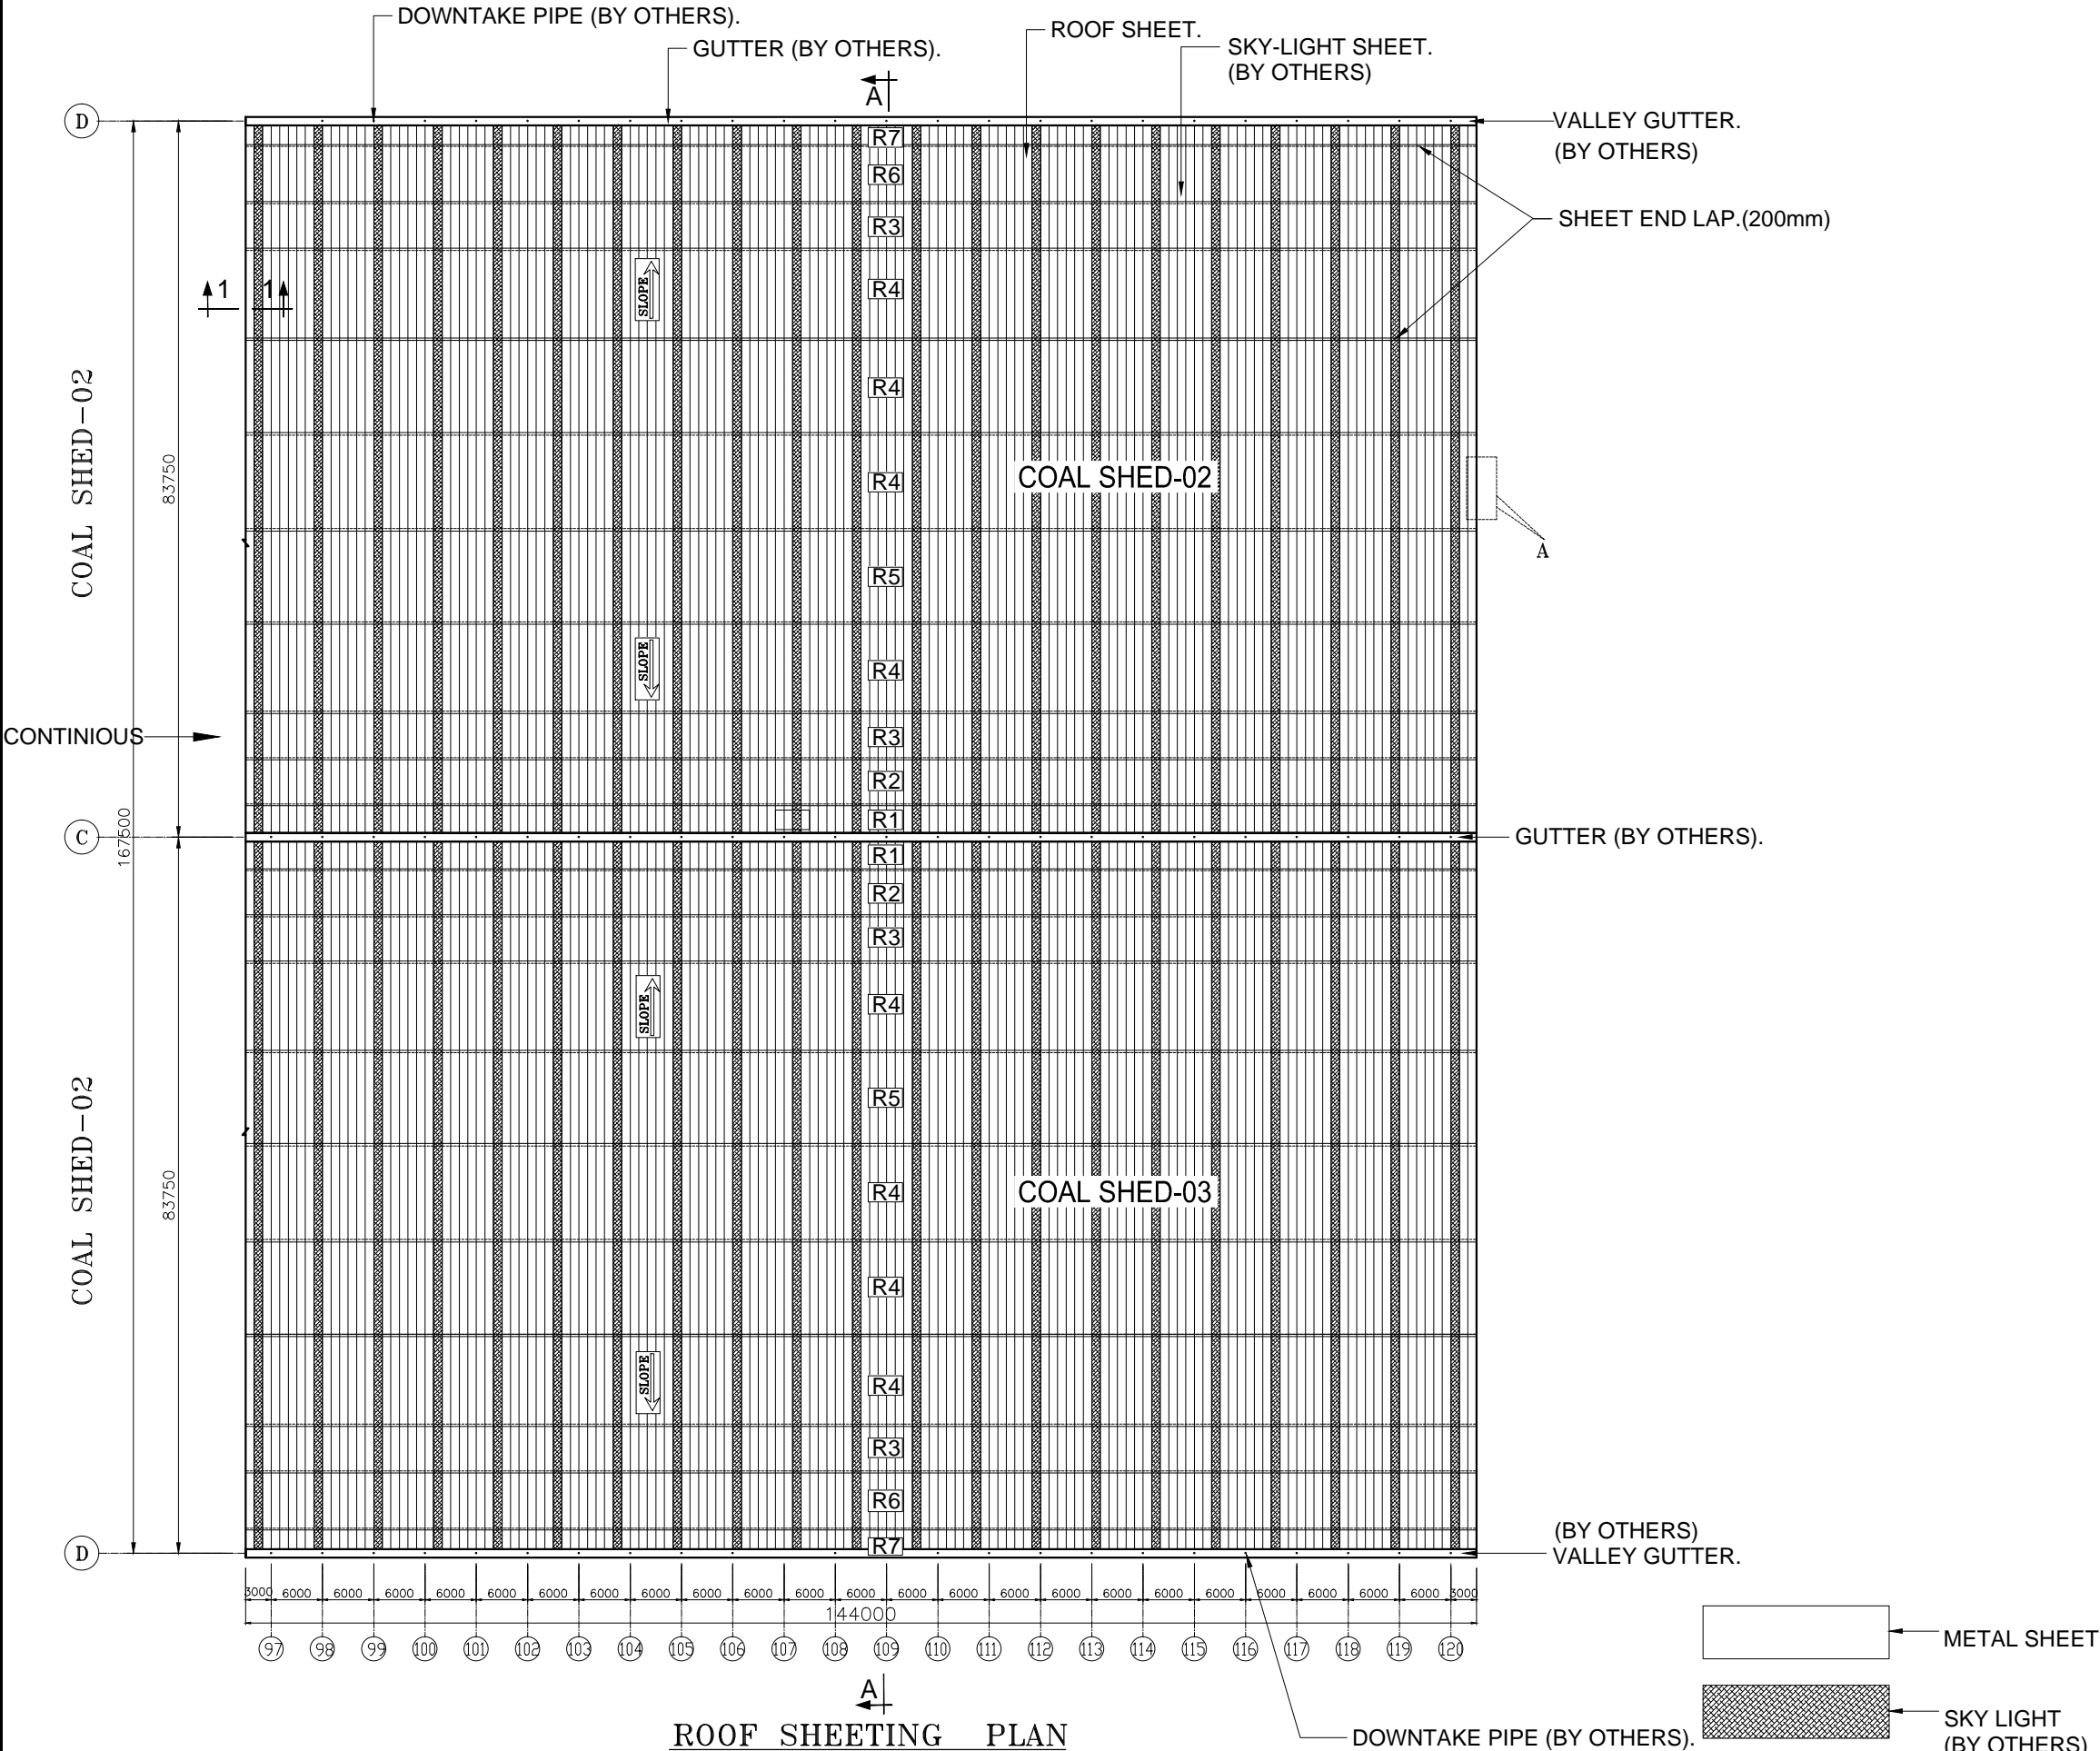 DOWNTAKE PIPE (BY OTHERS).
GUTTER (BY OTHERS).
ROOF SHEET.
SKY-LIGHT SHEET.
(BY OTHERS)
A
D
VALLEY GUTTER.
(BY OTHERS)
SHEET END LAP.(200mm)
R7
R6
R3
R4
R4
R4
R5
R4
R3
R2
R1
1 1
SLOPE
SLOPE
COAL SHED-02
83750
COAL SHED-02
A
CONTINIOUS
167500
C
GUTTER (BY OTHERS).
R1
R2
R3
R4
R5
R4
R4
R4
R3
R6
R7
SLOPE
SLOPE
COAL SHED-02
83750
COAL SHED-03
D
(BY OTHERS)
VALLEY GUTTER.
3000 6000 6000 6000 6000 6000 6000 6000 6000 6000 6000 6000 6000 6000 6000 6000 6000 6000 6000 6000 6000 6000 6000 6000 3000
144000
97 98 99 100 101 102 103 104 105 106 107 108 109 110 111 112 113 114 115 116 117 118 119 120
A
ROOF SHEETING PLAN
DOWNTAKE PIPE (BY OTHERS).
METAL SHEET
SKY LIGHT
(BY OTHERS)